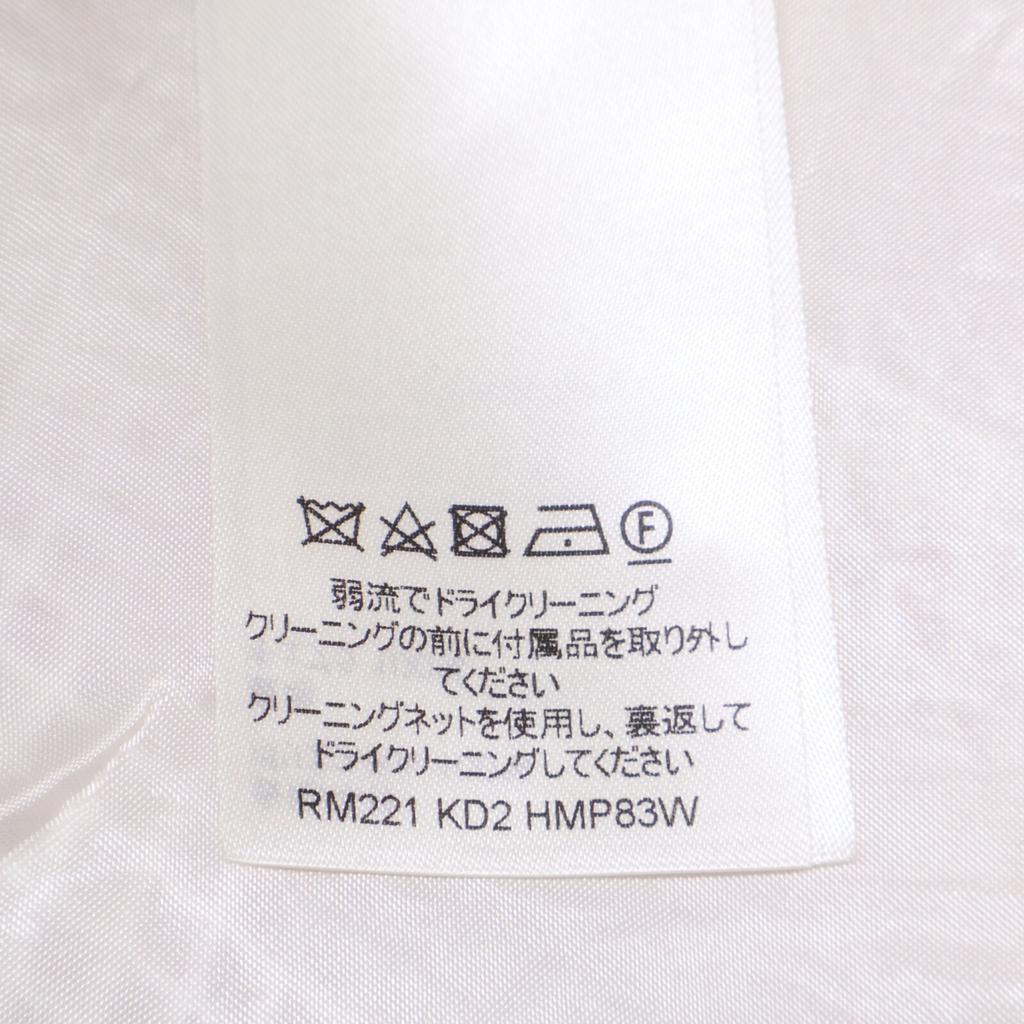 F
弱流でドライクリーニング
クリーニングの前に付属品を取り外し
てください
クリーニングネットを使用し、裏返して
ドライクリーニングしてください
RM221 KD2 HMP83W